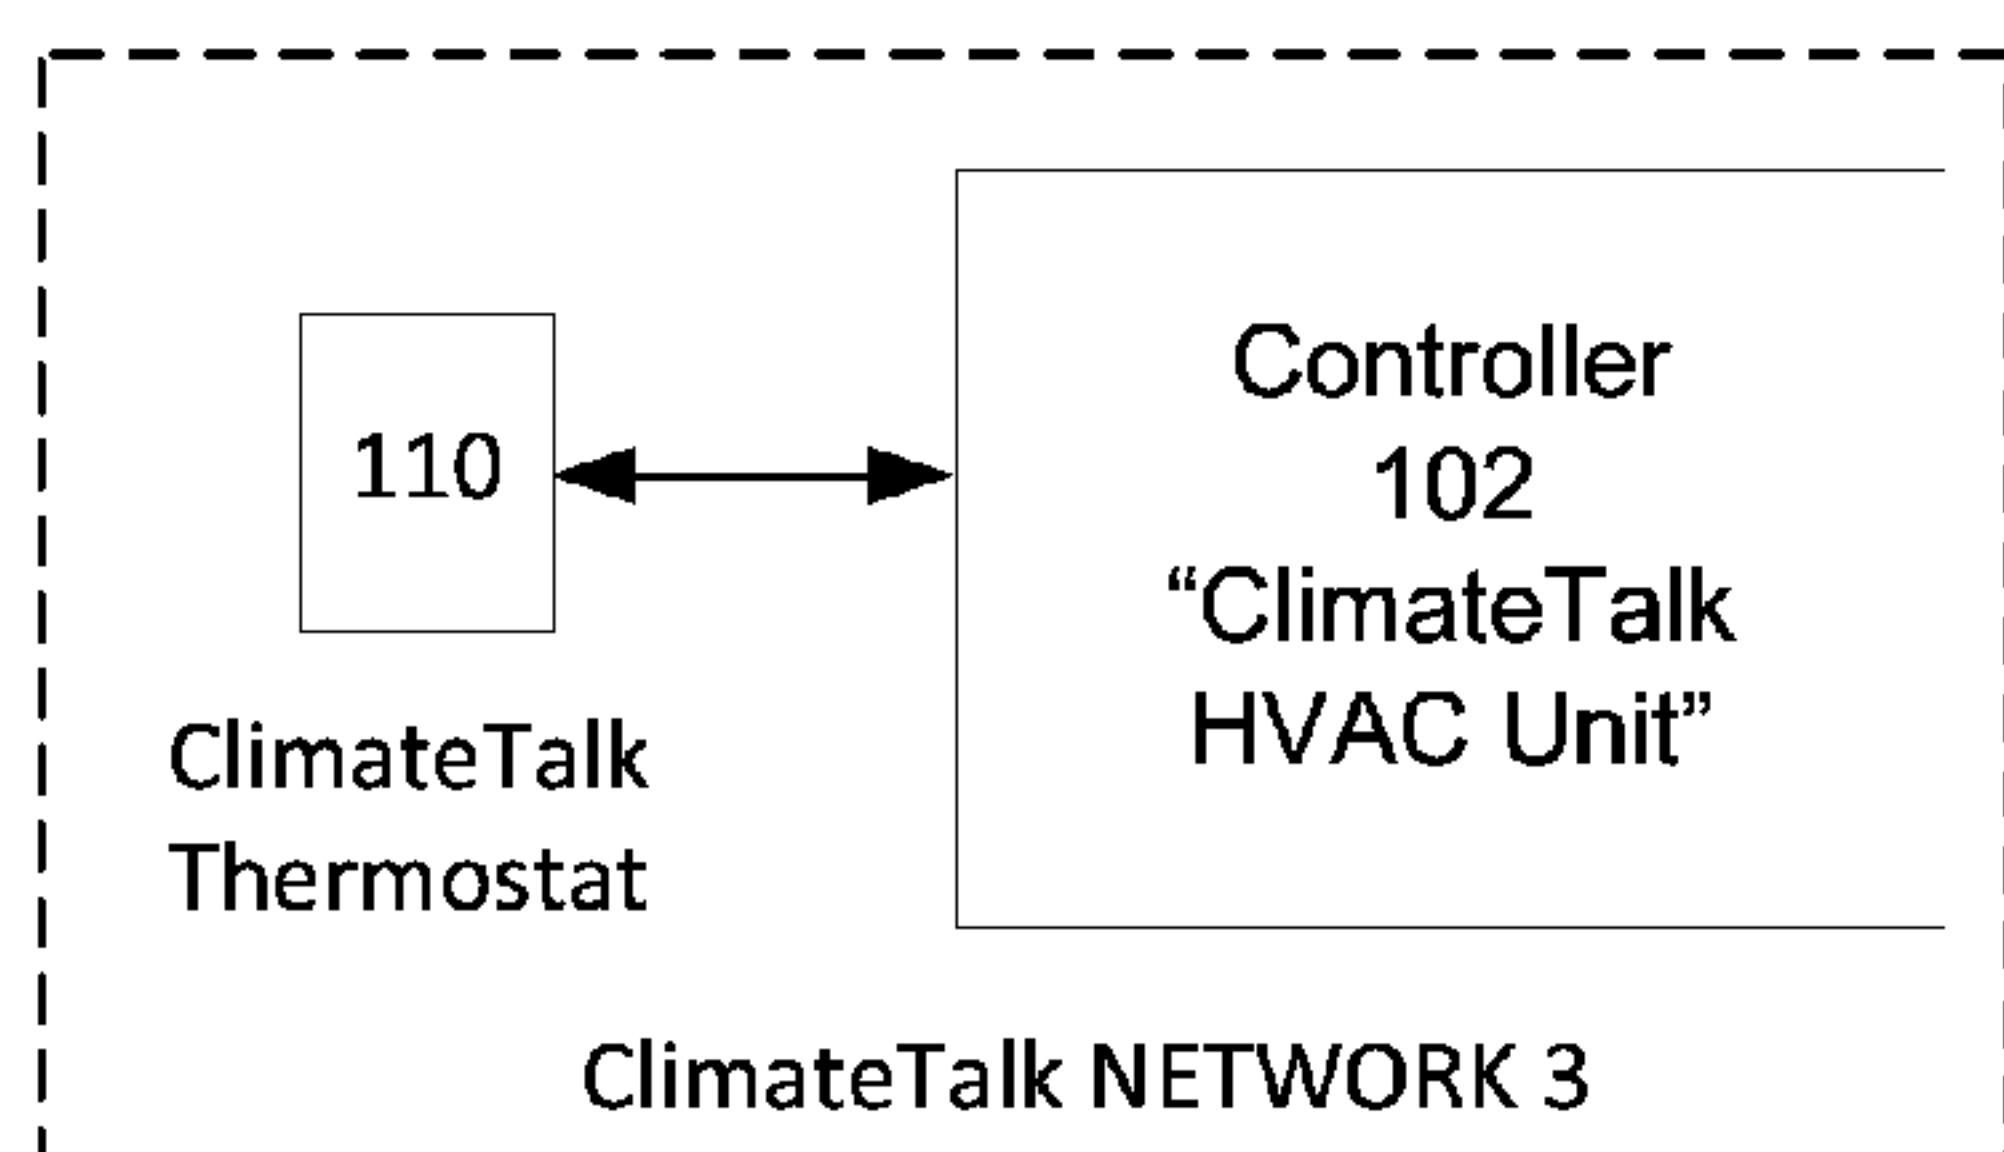 110
ClimateTalk
Thermostat
Controller
102
“ClimateTalk
HVAC Unit”
ClimateTalk NETWORK 3